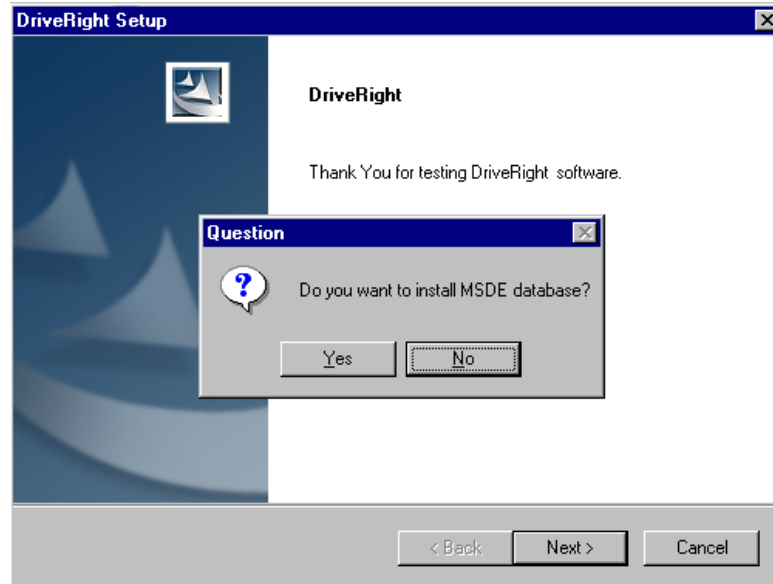 DriveRight Setup
DriveRight
Thank You for testing DriveRight software.
Question
?
Do you want to install MSDE database?
Yes
No
< Back
Next >
Cancel